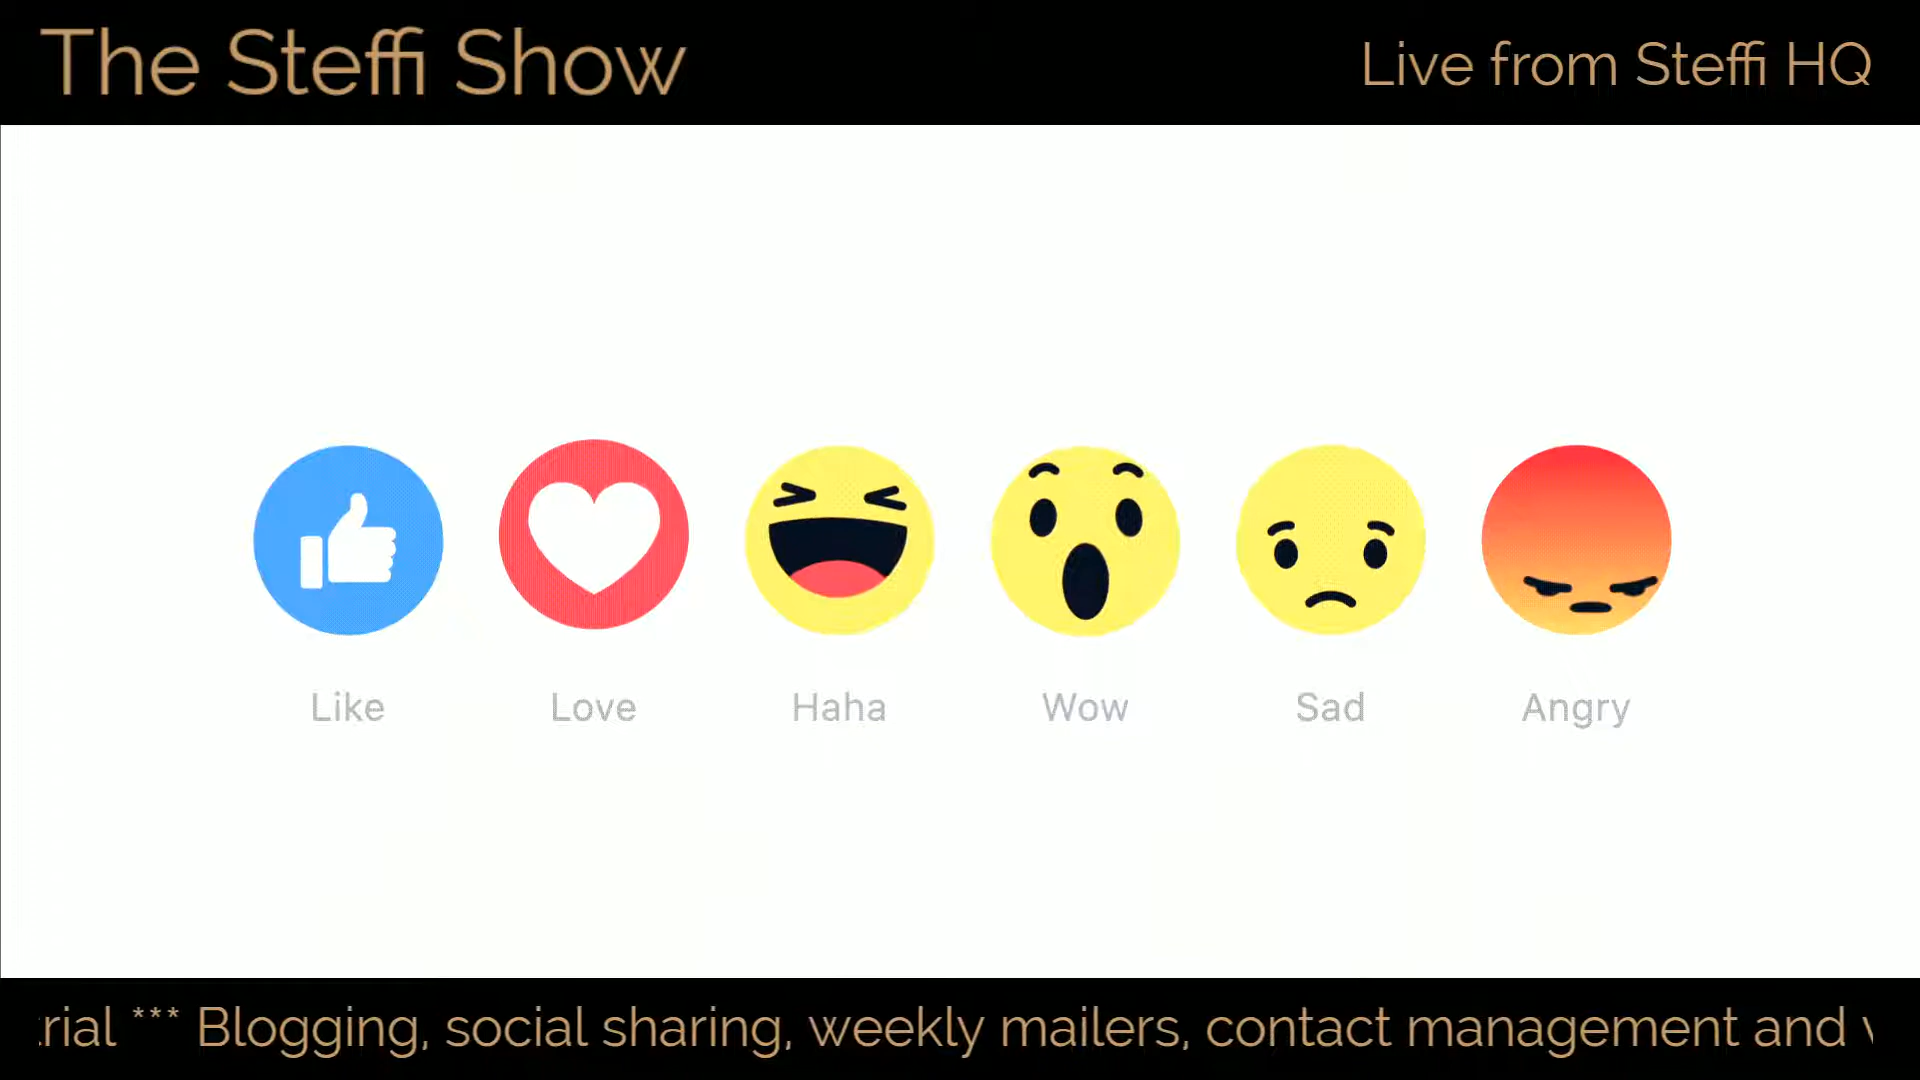 The Steffi Show
Live from Steffi HQ
Like
Love
Haha
Wow
Sad
Angry
*** Blogging, social sharing, weekly mailers, contact management and